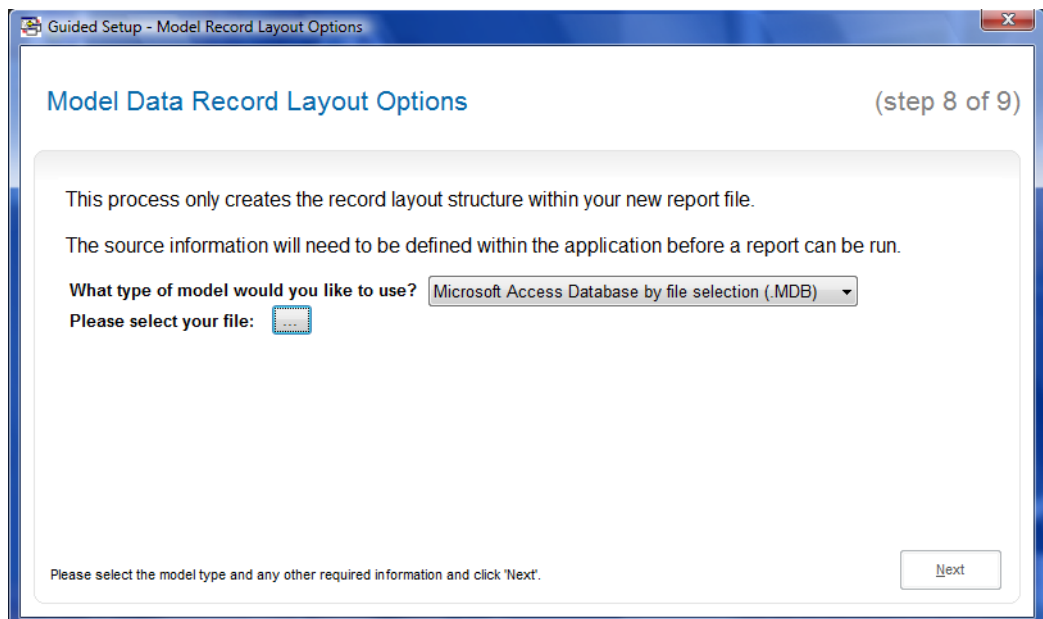 Guided Setup - Model Record Layout Options
Model Data Record Layout Options (step 8 of 9)
This process only creates the record layout structure within your new report file.
The source information will need to be defined within the application before a report can be run.
What type of model would you like to use? Microsoft Access Database by file selection (.MDB)
Please select your file: ...
Please select the model type and any other required information and click 'Next'. Next